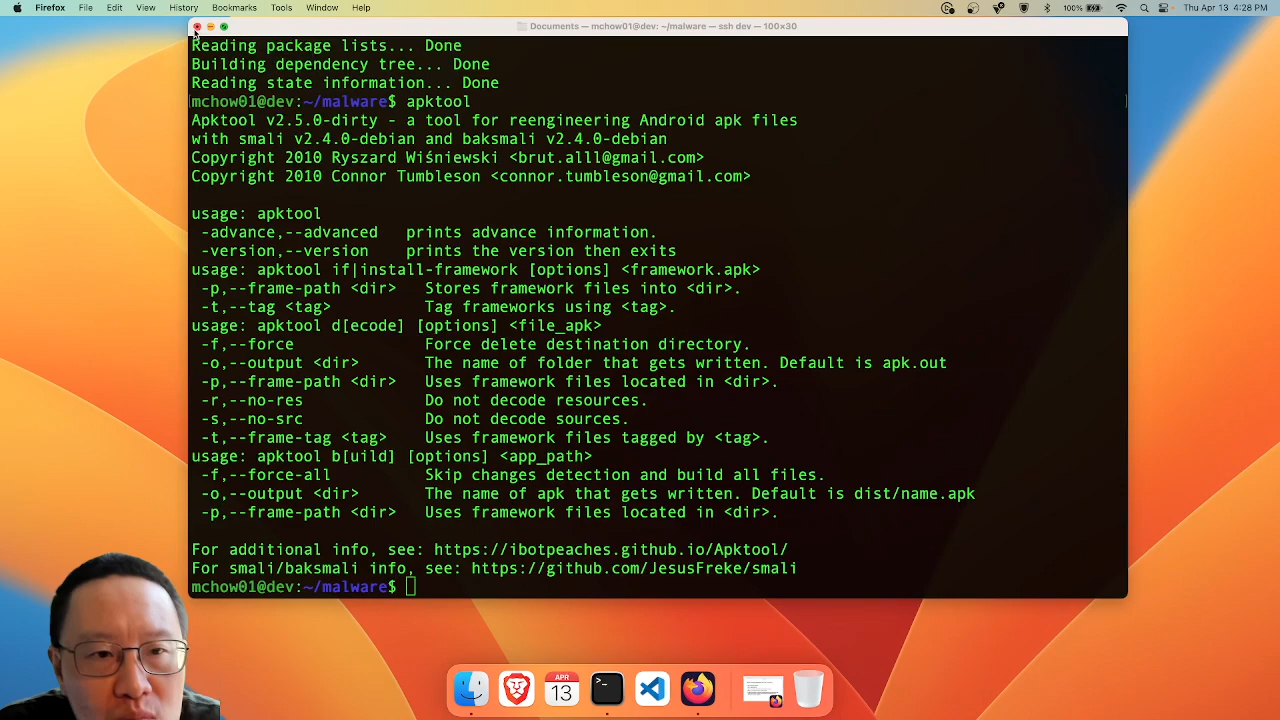 Firefox File Edit View History Bookmarks Tools Window Help 100% Thu Apr 13 4:28 PM
Documents — mchow01@dev: ~/malware — ssh dev — 100×30
Reading package lists... Done
Building dependency tree... Done
Reading state information... Done
mchow01@dev:~/malware$ apktool
Apktool v2.5.0-dirty - a tool for reengineering Android apk files
with smali v2.4.0-debian and baksmali v2.4.0-debian
Copyright 2010 Ryszard Wiśniewski <brut.alll@gmail.com>
Copyright 2010 Connor Tumbleson <connor.tumbleson@gmail.com>
usage: apktool
-advance,--advanced prints advance information.
-version,--version prints the version then exits
usage: apktool if|install-framework [options] <framework.apk>
-p,--frame-path <dir> Stores framework files into <dir>.
-t,--tag <tag> Tag frameworks using <tag>.
usage: apktool d[ecode] [options] <file_apk>
-f,--force Force delete destination directory.
-o,--output <dir> The name of folder that gets written. Default is apk.out
-p,--frame-path <dir> Uses framework files located in <dir>.
-r,--no-res Do not decode resources.
-s,--no-src Do not decode sources.
-t,--frame-tag <tag> Uses framework files tagged by <tag>.
usage: apktool b[uild] [options] <app_path>
-f,--force-all Skip changes detection and build all files.
-o,--output <dir> The name of apk that gets written. Default is dist/name.apk
-p,--frame-path <dir> Uses framework files located in <dir>.
For additional info, see: https://ibotpeaches.github.io/Apktool/
For smali/baksmali info, see: https://github.com/JesusFreke/smali
mchow01@dev:~/malware$
APR
13